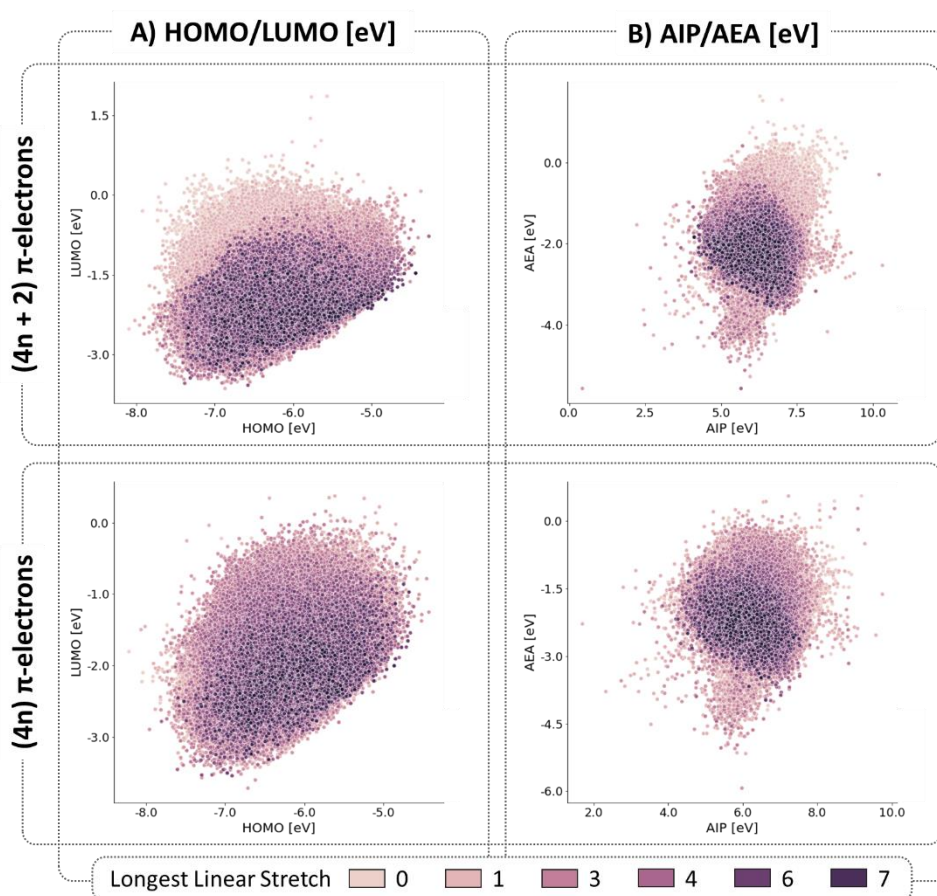 A) HOMO/LUMO [eV]
B) AIP/AEA [eV]
(4n + 2) π-electrons
LUMO [eV]
1.5
0.0
-1.5
-3.0
-8.0 -7.0 -6.0 -5.0
HOMO [eV]
AEA [eV]
0.0
-2.0
-4.0
0.0 2.5 5.0 7.5 10.0
AIP [eV]
(4n) π-electrons
LUMO [eV]
0.0
-1.0
-2.0
-3.0
-8.0 -7.0 -6.0 -5.0
HOMO [eV]
AEA [eV]
0.0
-1.5
-3.0
-4.5
-6.0
2.0 4.0 6.0 8.0 10.0
AIP [eV]
Longest Linear Stretch 0 1 3 4 6 7